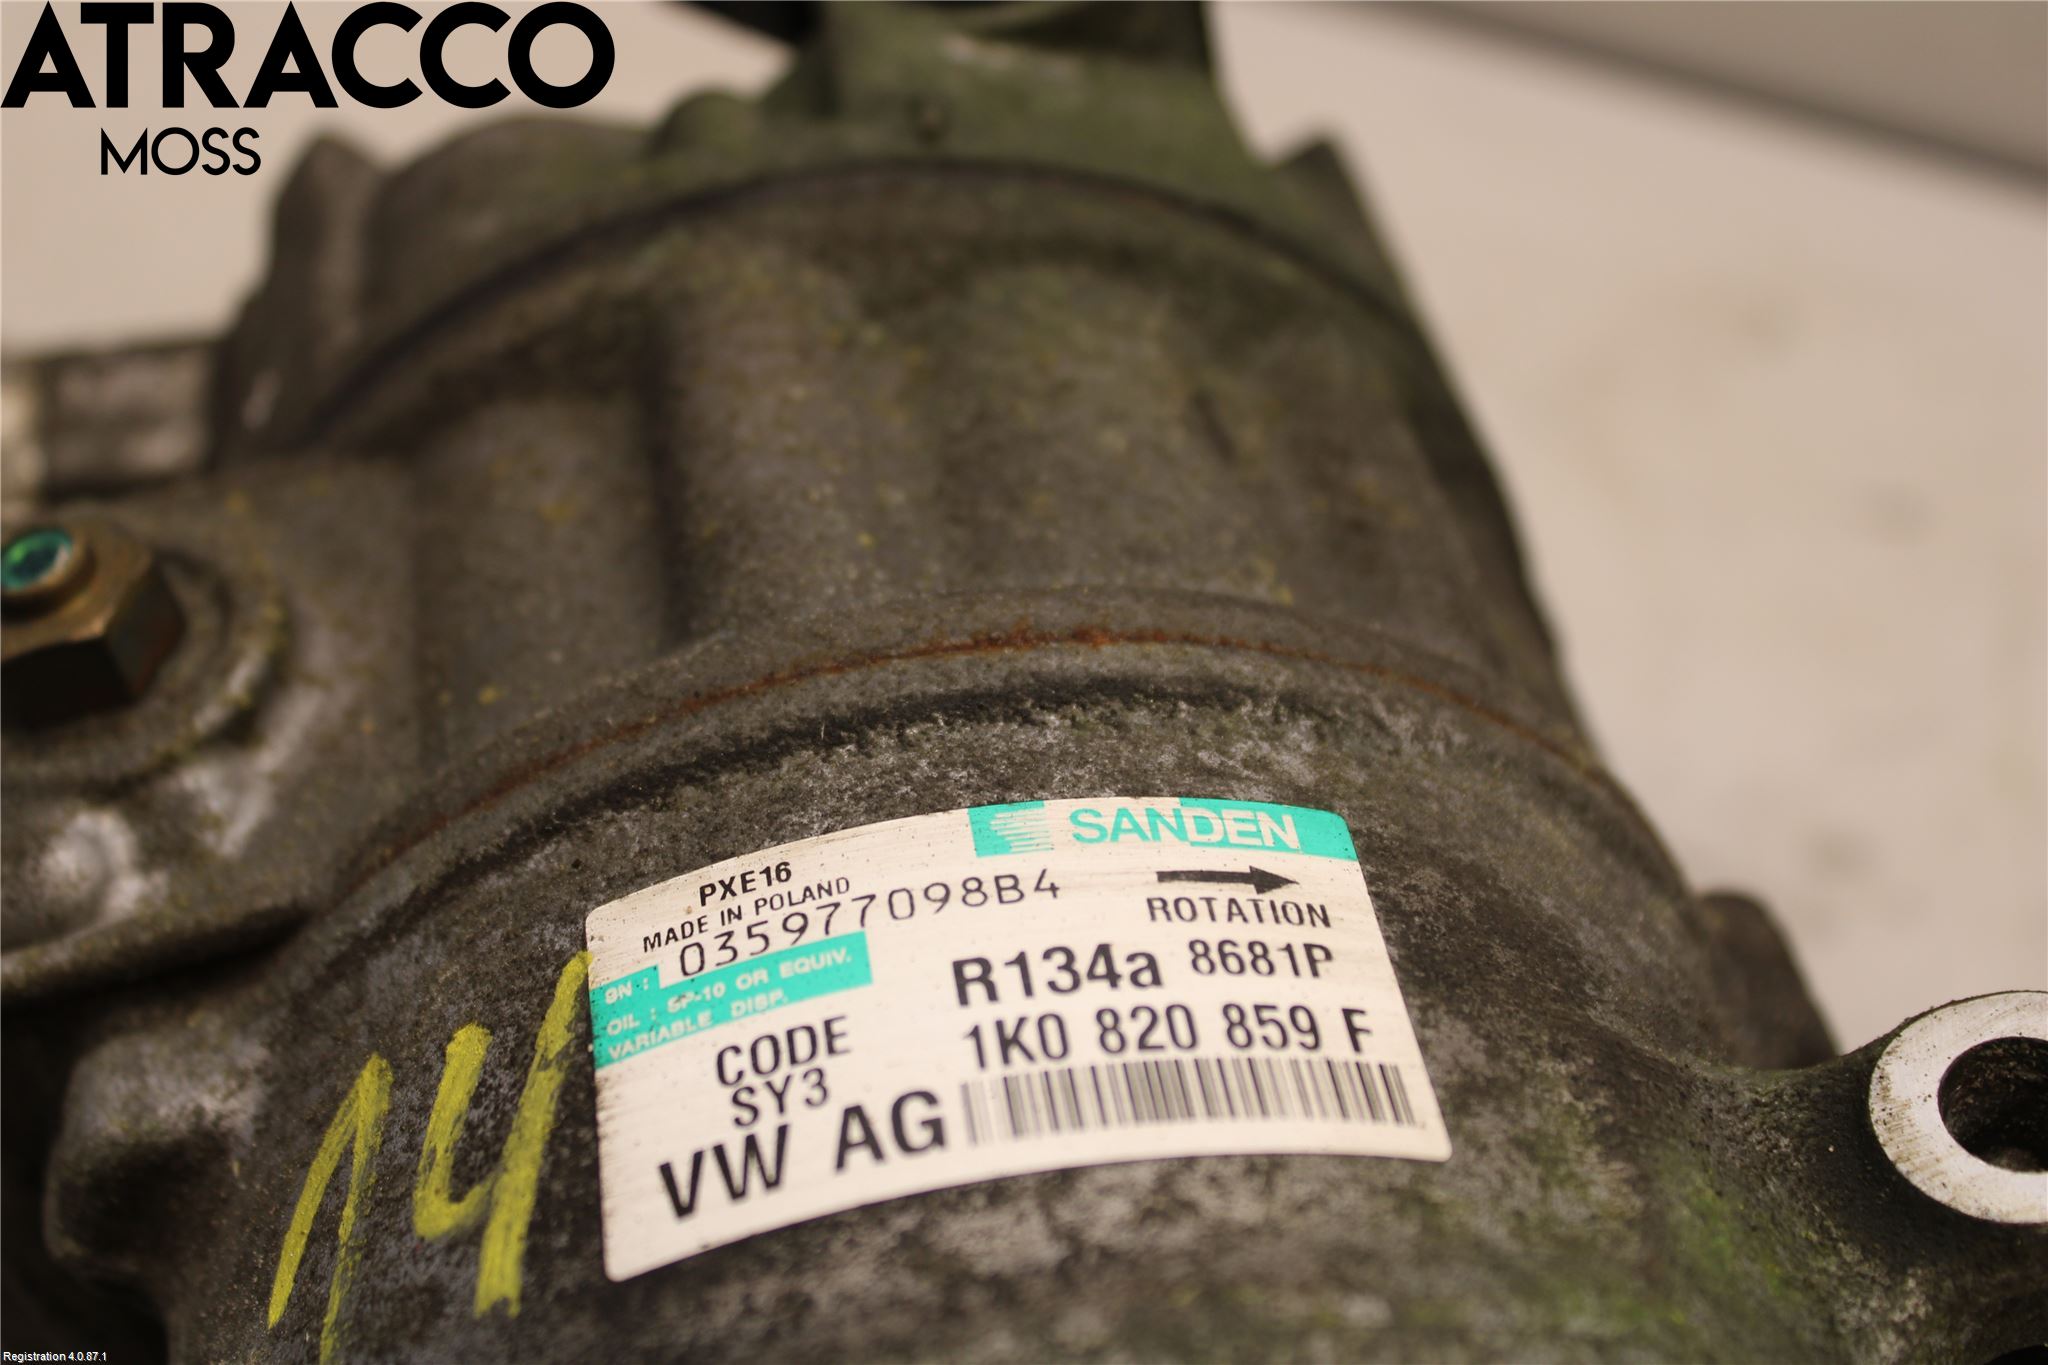 ATRACCO
MOSS
SANDEN
PXE16
MADE IN POLAND
SN : 035977098B4
ROTATION
OIL : SP-10 OR EQUIV.
VARIABLE DISP.
R134a 8681P
CODE
SY3
1K0 820 859 F
VW AG
14
Registration 4.0.87.1